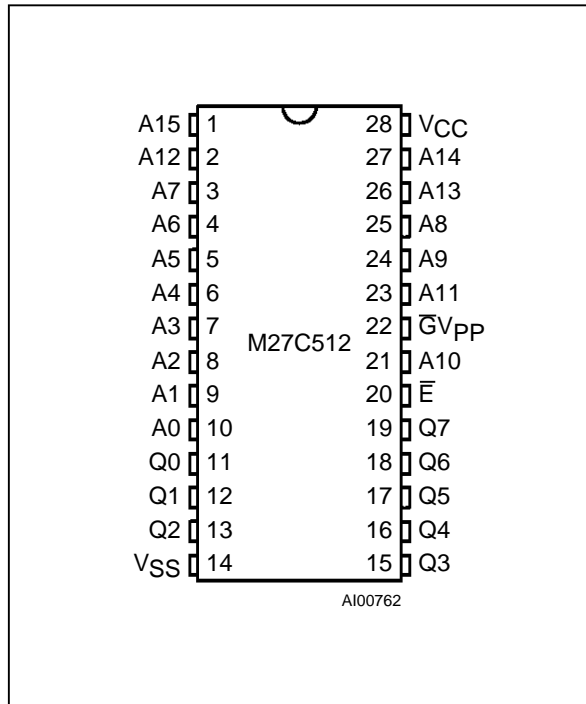 A15 1 28 VCC
A12 2 27 A14
A7 3 26 A13
A6 4 25 A8
A5 5 24 A9
A4 6 23 A11
A3 7 22 G̅VPP
M27C512
A2 8 21 A10
A1 9 20 E̅
A0 10 19 Q7
Q0 11 18 Q6
Q1 12 17 Q5
Q2 13 16 Q4
VSS 14 15 Q3
AI00762